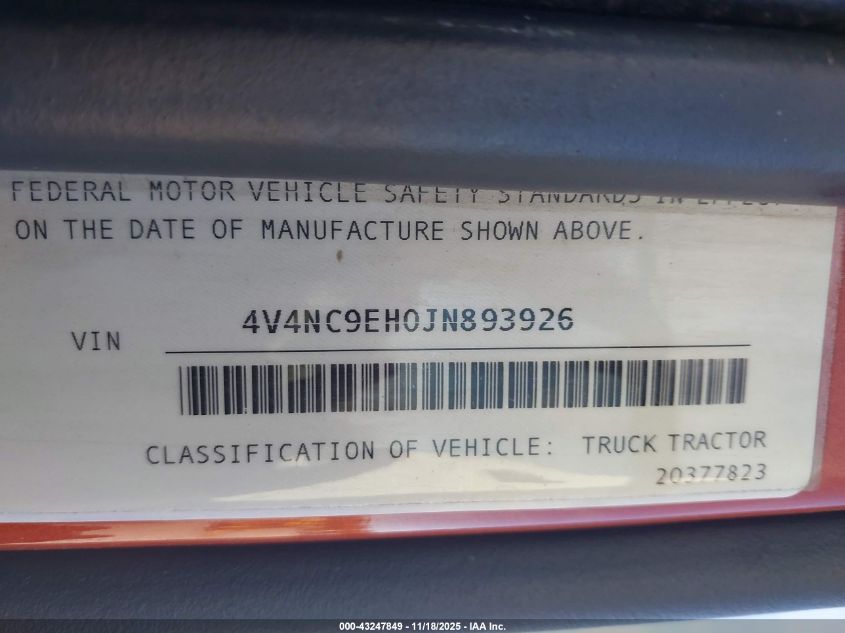 FEDERAL MOTOR VEHICLE SAFETY STANDARDS IN EFFECT
ON THE DATE OF MANUFACTURE SHOWN ABOVE.
4V4NC9EH0JN893926
VIN
CLASSIFICATION OF VEHICLE: TRUCK TRACTOR
20377823
000-43247849 - 11/18/2025 - IAA Inc.